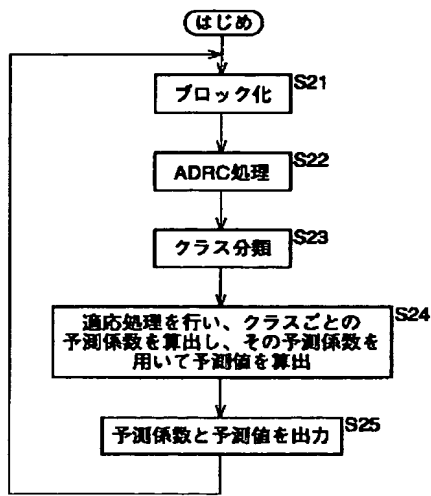 はじめ
ブロック化
S21
ADRC処理
S22
クラス分類
S23
適応処理を行い、クラスごとの
予測係数を算出し、その予測係数を
用いて予測値を算出
S24
予測係数と予測値を出力
S25